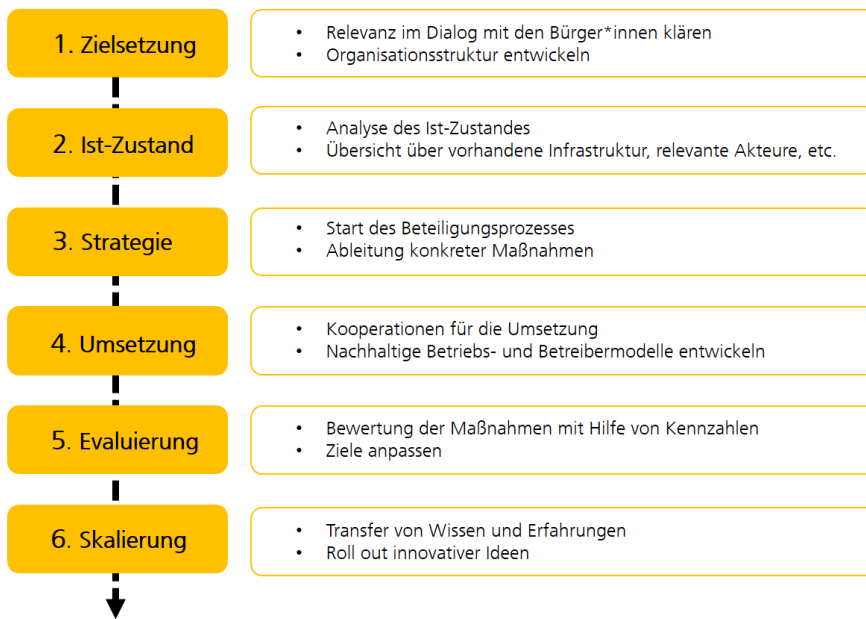 1. Zielsetzung
• Relevanz im Dialog mit den Bürger*innen klären
• Organisationsstruktur entwickeln
2. Ist-Zustand
• Analyse des Ist-Zustandes
• Übersicht über vorhandene Infrastruktur, relevante Akteure, etc.
3. Strategie
• Start des Beteiligungsprozesses
• Ableitung konkreter Maßnahmen
4. Umsetzung
• Kooperationen für die Umsetzung
• Nachhaltige Betriebs- und Betreibermodelle entwickeln
5. Evaluierung
• Bewertung der Maßnahmen mit Hilfe von Kennzahlen
• Ziele anpassen
6. Skalierung
• Transfer von Wissen und Erfahrungen
• Roll out innovativer Ideen